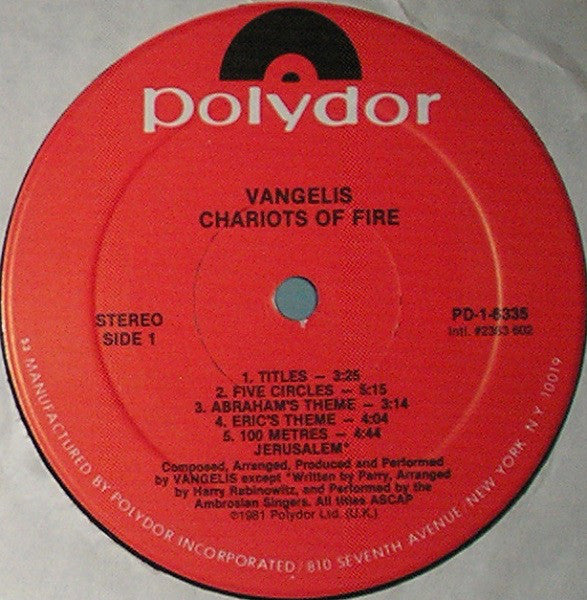 polydor
VANGELIS
CHARIOTS OF FIRE
STEREO
SIDE 1
PD-1-6335
Intl. #2383 602
1. TITLES — 3:25
2. FIVE CIRCLES — 5:15
3. ABRAHAM'S THEME — 3:14
4. ERIC'S THEME — 4:04
5. 100 METRES — 4:44
JERUSALEM*
Composed, Arranged, Produced and Performed
by VANGELIS except *Written by Parry, Arranged
by Harry Rabinowitz, and Performed by the
Ambrosian Singers. All titles ASCAP
℗1981 Polydor Ltd. (U.K.)
53 MANUFACTURED BY POLYDOR INCORPORATED / 810 SEVENTH AVENUE / NEW YORK N.Y. 10019